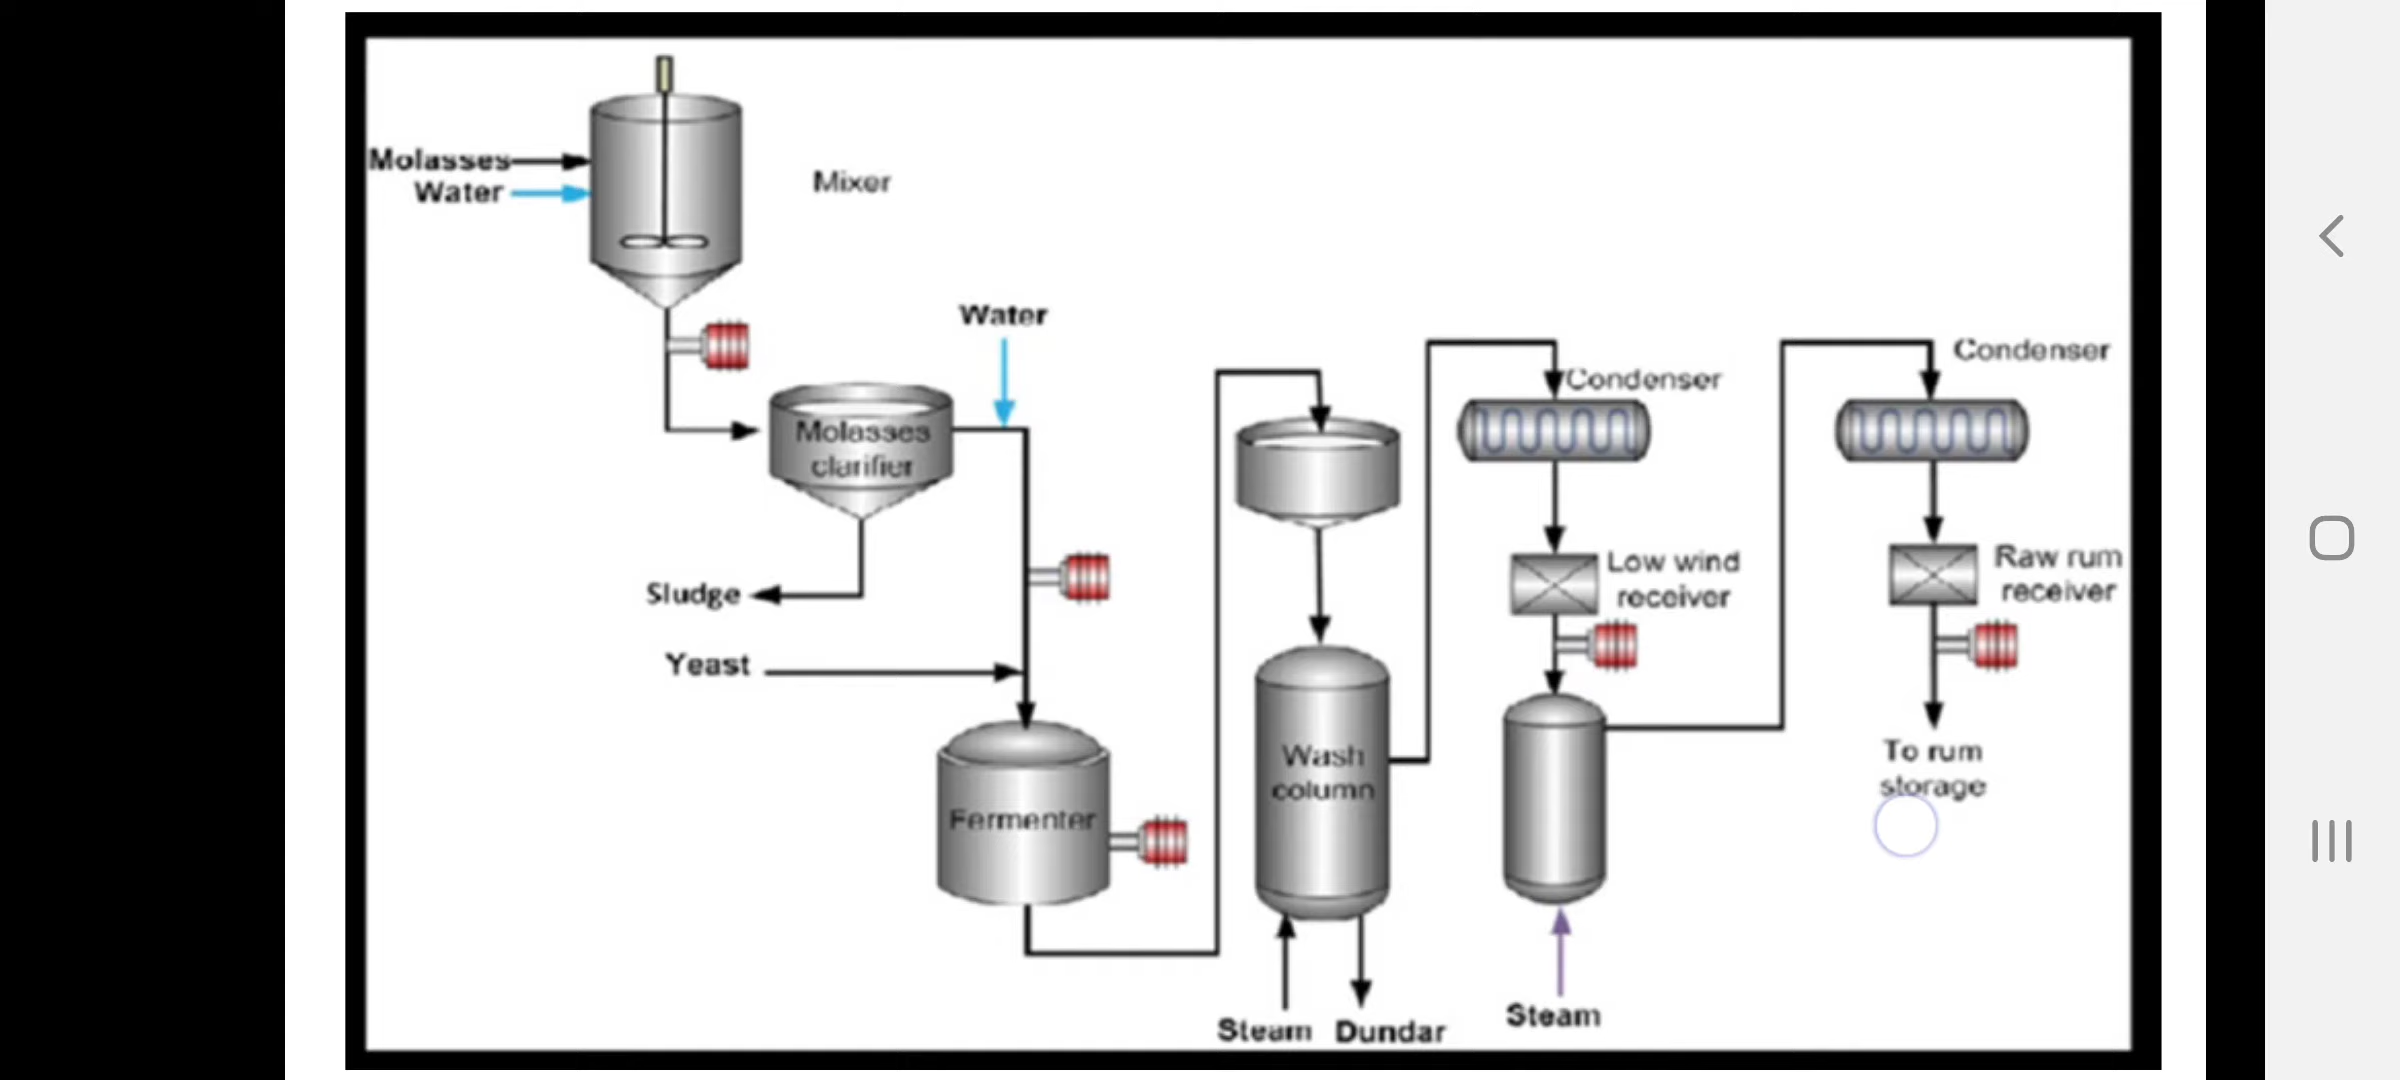 Molasses
Water
Mixer
Water
Molasses
clarifier
Sludge
Yeast
Fermenter
Wash
column
Steam
Dundar
Condenser
Low wind
receiver
Steam
Condenser
Raw rum
receiver
To rum
storage